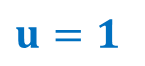 u = 1